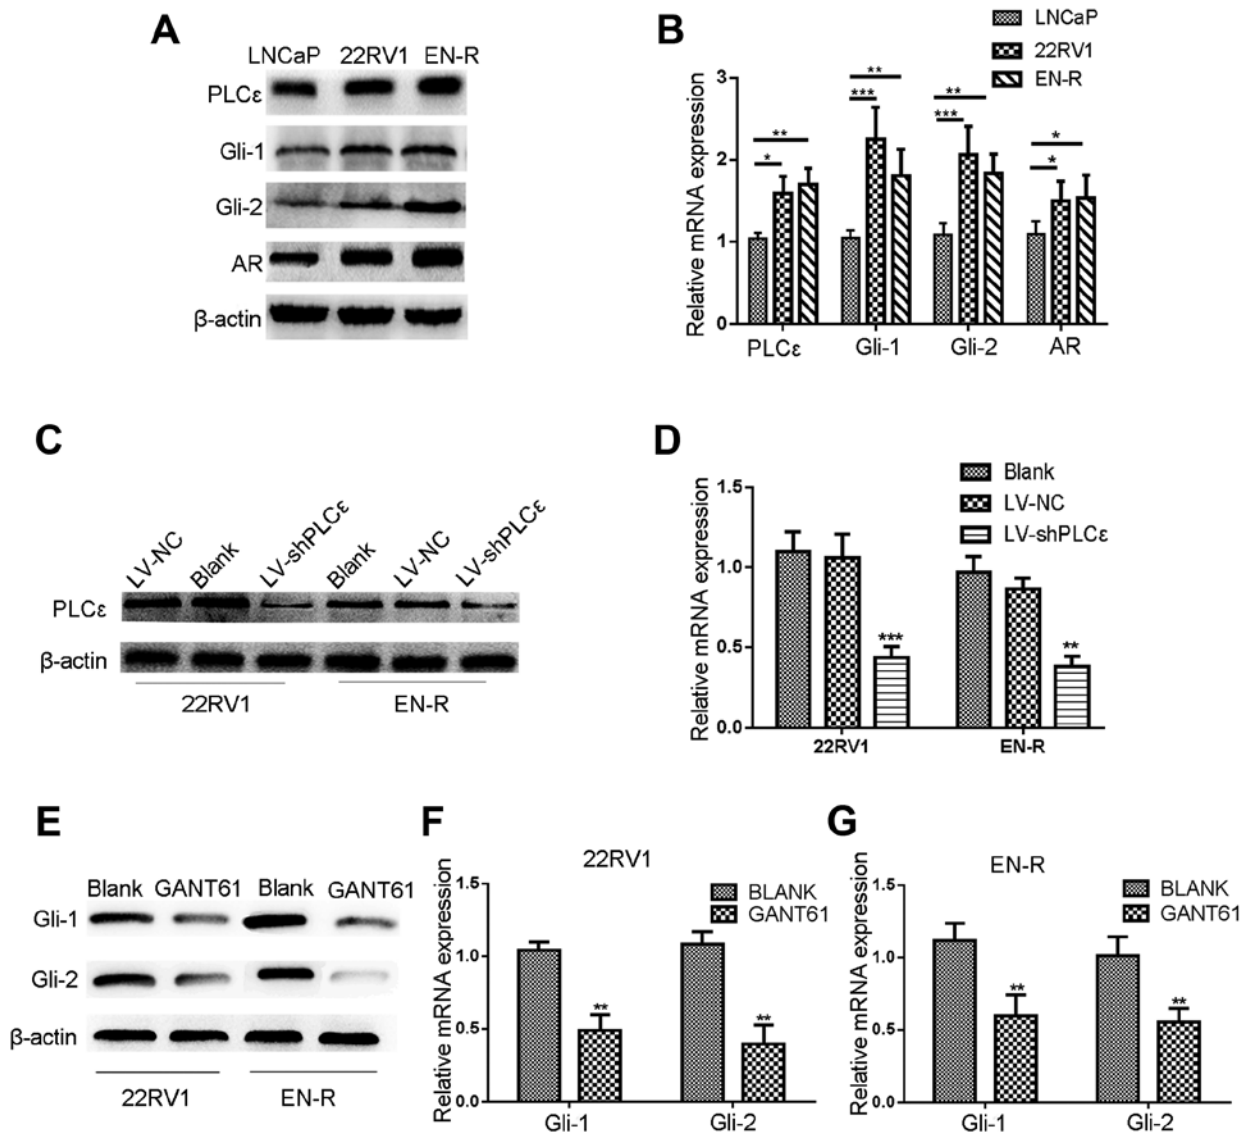 A
LNCaP 22RV1 EN-R
PLCε
Gli-1
Gli-2
AR
β-actin
B
LNCaP
22RV1
EN-R
Relative mRNA expression
3
2
1
0
* ** *** ** *** ** * *
PLCε Gli-1 Gli-2 AR
C
LV-NC Blank LV-shPLCε Blank LV-NC LV-shPLCε
PLCε
β-actin
22RV1 EN-R
D
Blank
LV-NC
LV-shPLCε
Relative mRNA expression
1.5
1.0
0.5
0.0
*** **
22RV1 EN-R
E
Blank GANT61 Blank GANT61
Gli-1
Gli-2
β-actin
22RV1 EN-R
F
22RV1
BLANK
GANT61
Relative mRNA expression
1.5
1.0
0.5
0.0
** **
Gli-1 Gli-2
G
EN-R
BLANK
GANT61
Relative mRNA expression
1.5
1.0
0.5
0.0
** **
Gli-1 Gli-2